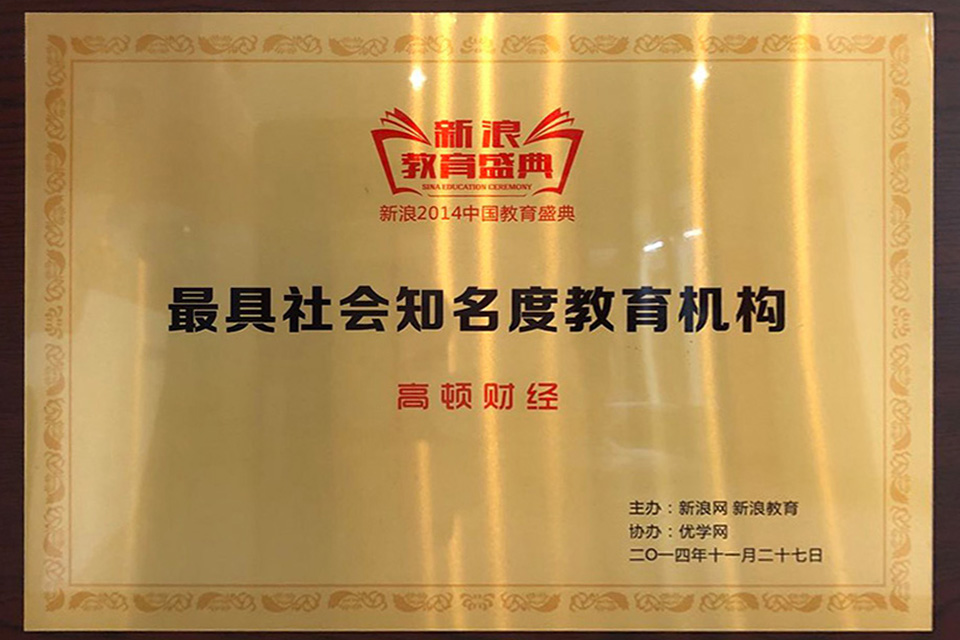 新浪
教育盛典
SINA EDUCATION CEREMONY
新浪2014中国教育盛典
最具社会知名度教育机构
高顿财经
主办：新浪网 新浪教育
协办：优学网
二〇一四年十一月二十七日